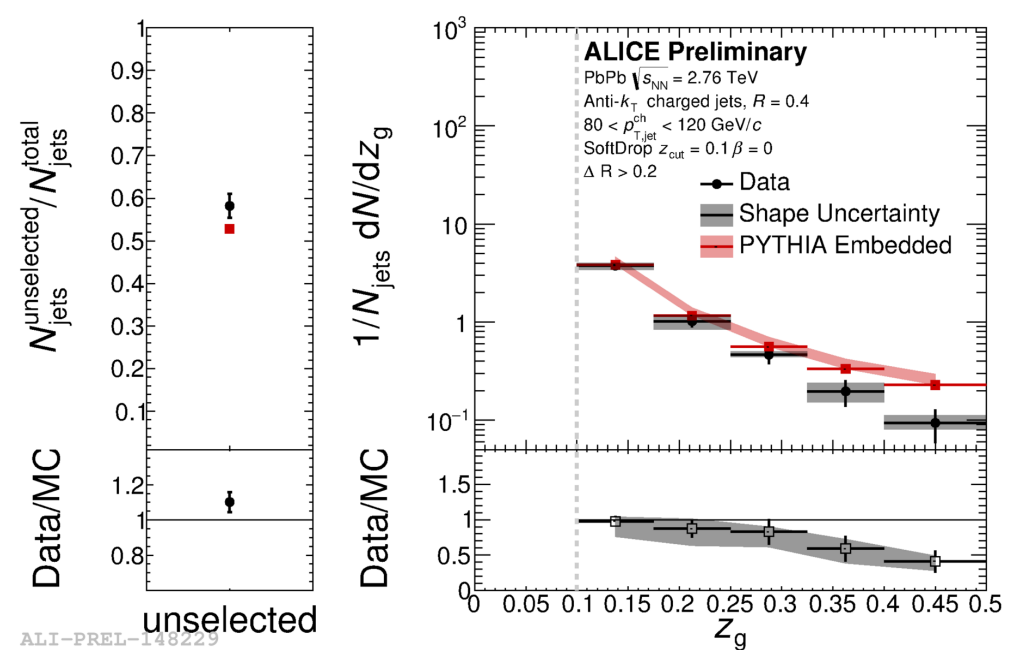 N_jets^unselected / N_jets^total
1
0.9
0.8
0.7
0.6
0.5
0.4
0.3
0.2
0.1
Data/MC
1.2
1
0.8
unselected
ALI-PREL-148229
1/N_jets dN/dz_g
10³
10²
10
1
10⁻¹
ALICE Preliminary
PbPb √s_NN = 2.76 TeV
Anti-k_T charged jets, R = 0.4
80 < p_T,jet^ch < 120 GeV/c
SoftDrop z_cut = 0.1 β = 0
Δ R > 0.2
Data
Shape Uncertainty
PYTHIA Embedded
Data/MC
1.5
1
0.5
0
0 0.05 0.1 0.15 0.2 0.25 0.3 0.35 0.4 0.45 0.5
z_g